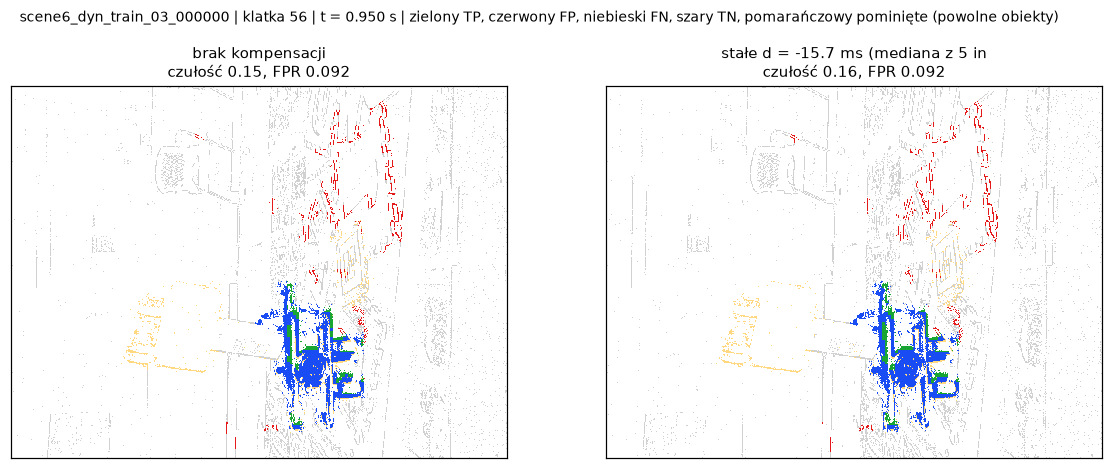 scene6_dyn_train_03_000000 | klatka 56 | t = 0.950 s | zielony TP, czerwony FP, niebieski FN, szary TN, pomarańczowy pominięte (powolne obiekty)
brak kompensacji
czułość 0.15, FPR 0.092
stałe d = -15.7 ms (mediana z 5 in
czułość 0.16, FPR 0.092